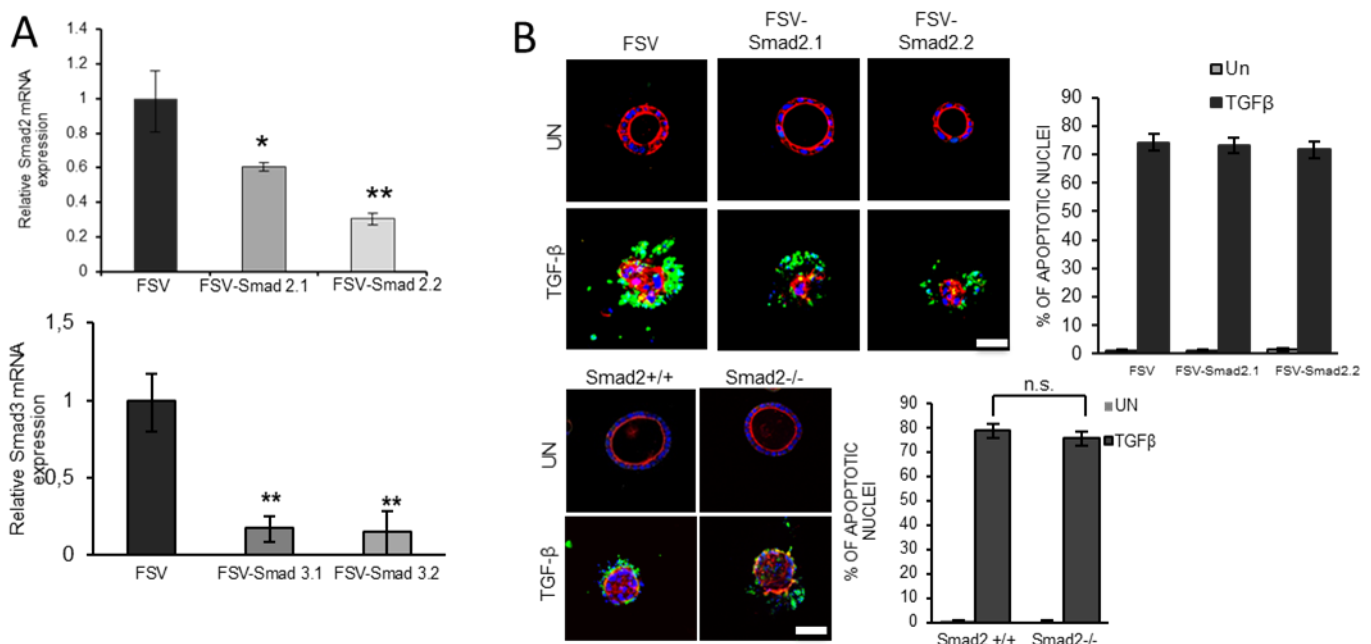 A
Relative Smad2 mRNA
expression
1.4
1.2
1
0.8
0.6
0.4
0.2
0
*
**
FSV
FSV-Smad 2.1
FSV-Smad 2.2
Relative Smad3 mRNA
expression
1,5
1
0,5
0
**
**
FSV
FSV-Smad 3.1
FSV-Smad 3.2
B
FSV
FSV-
Smad2.1
FSV-
Smad2.2
UN
TGF-β
Un
TGFβ
% OF APOPTOTIC NUCLEI
90
80
70
60
50
40
30
20
10
0
FSV
FSV-Smad2.1
FSV-Smad2.2
Smad2+/+
Smad2-/-
UN
TGF-β
n.s.
UN
TGFβ
% OF APOPTOTIC
NUCLEI
90
80
70
60
50
40
30
20
10
0
Smad2 +/+
Smad2-/-